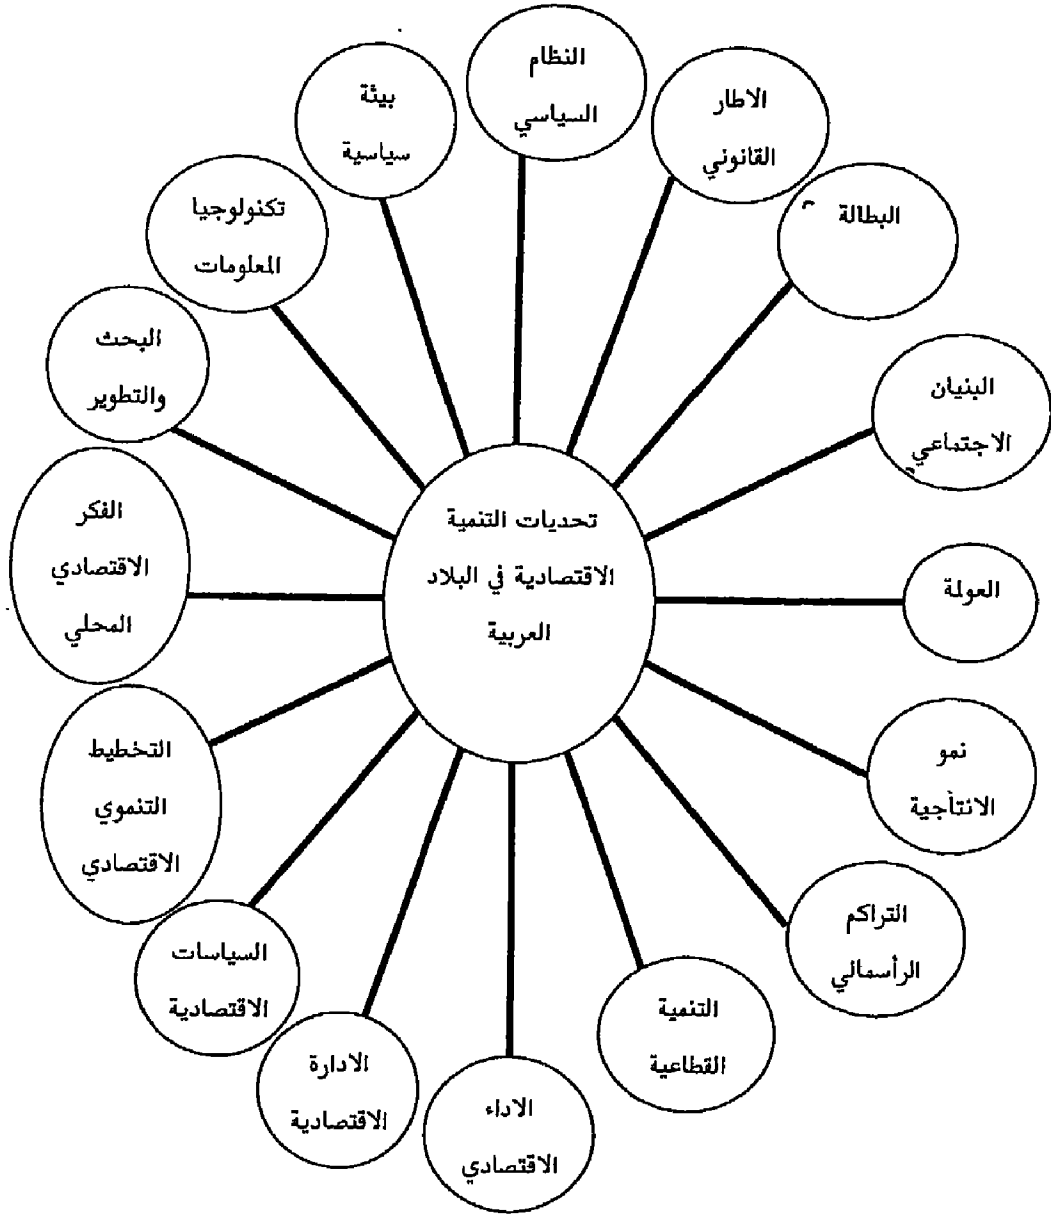 النظام
السياسي
الاطار
القانوني
البطالة
البنيان
الاجتماعي
العولمة
نمو
الانتاجية
التراكم
الرأسمالي
التنمية
القطاعية
الاداء
الاقتصادي
الادارة
الاقتصادية
السياسات
الاقتصادية
التخطيط
التنموي
الاقتصادي
الفكر
الاقتصادي
المحلي
البحث
والتطوير
تكنولوجيا
المعلومات
بيئة
سياسية
تحديات التنمية
الاقتصادية في البلاد
العربية